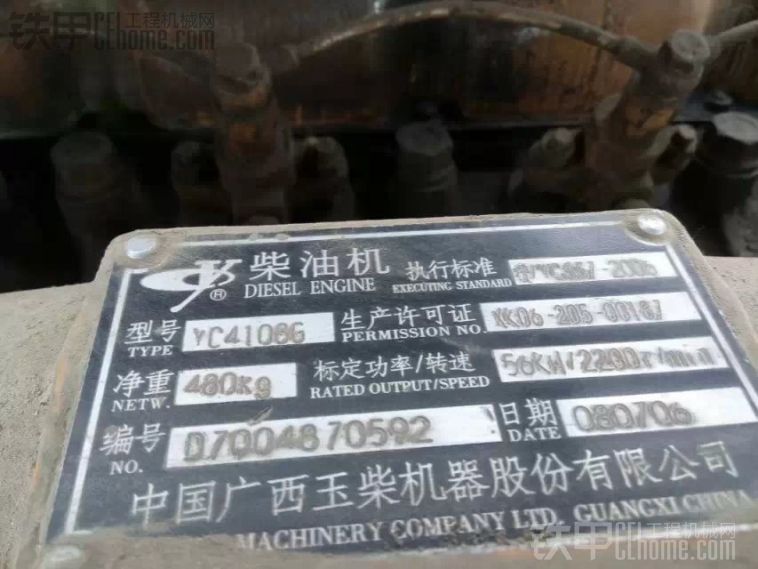 铁甲 工程机械网
CEhome.com
柴油机 执行标准
DIESEL ENGINE EXECUTING STANDARD
®
型号 YC4108G 生产许可证 XK06-205-00187
TYPE PERMISSION NO.
净重 480kg 标定功率/转速 56KW/2200r/min
NETW. RATED OUTPUT/SPEED
编号 D7004870592 日期 080706
NO. DATE
中国广西玉柴机器股份有限公司
MACHINERY COMPANY LTD. GUANGXI CHINA
铁甲 工程机械网
CEhome.com